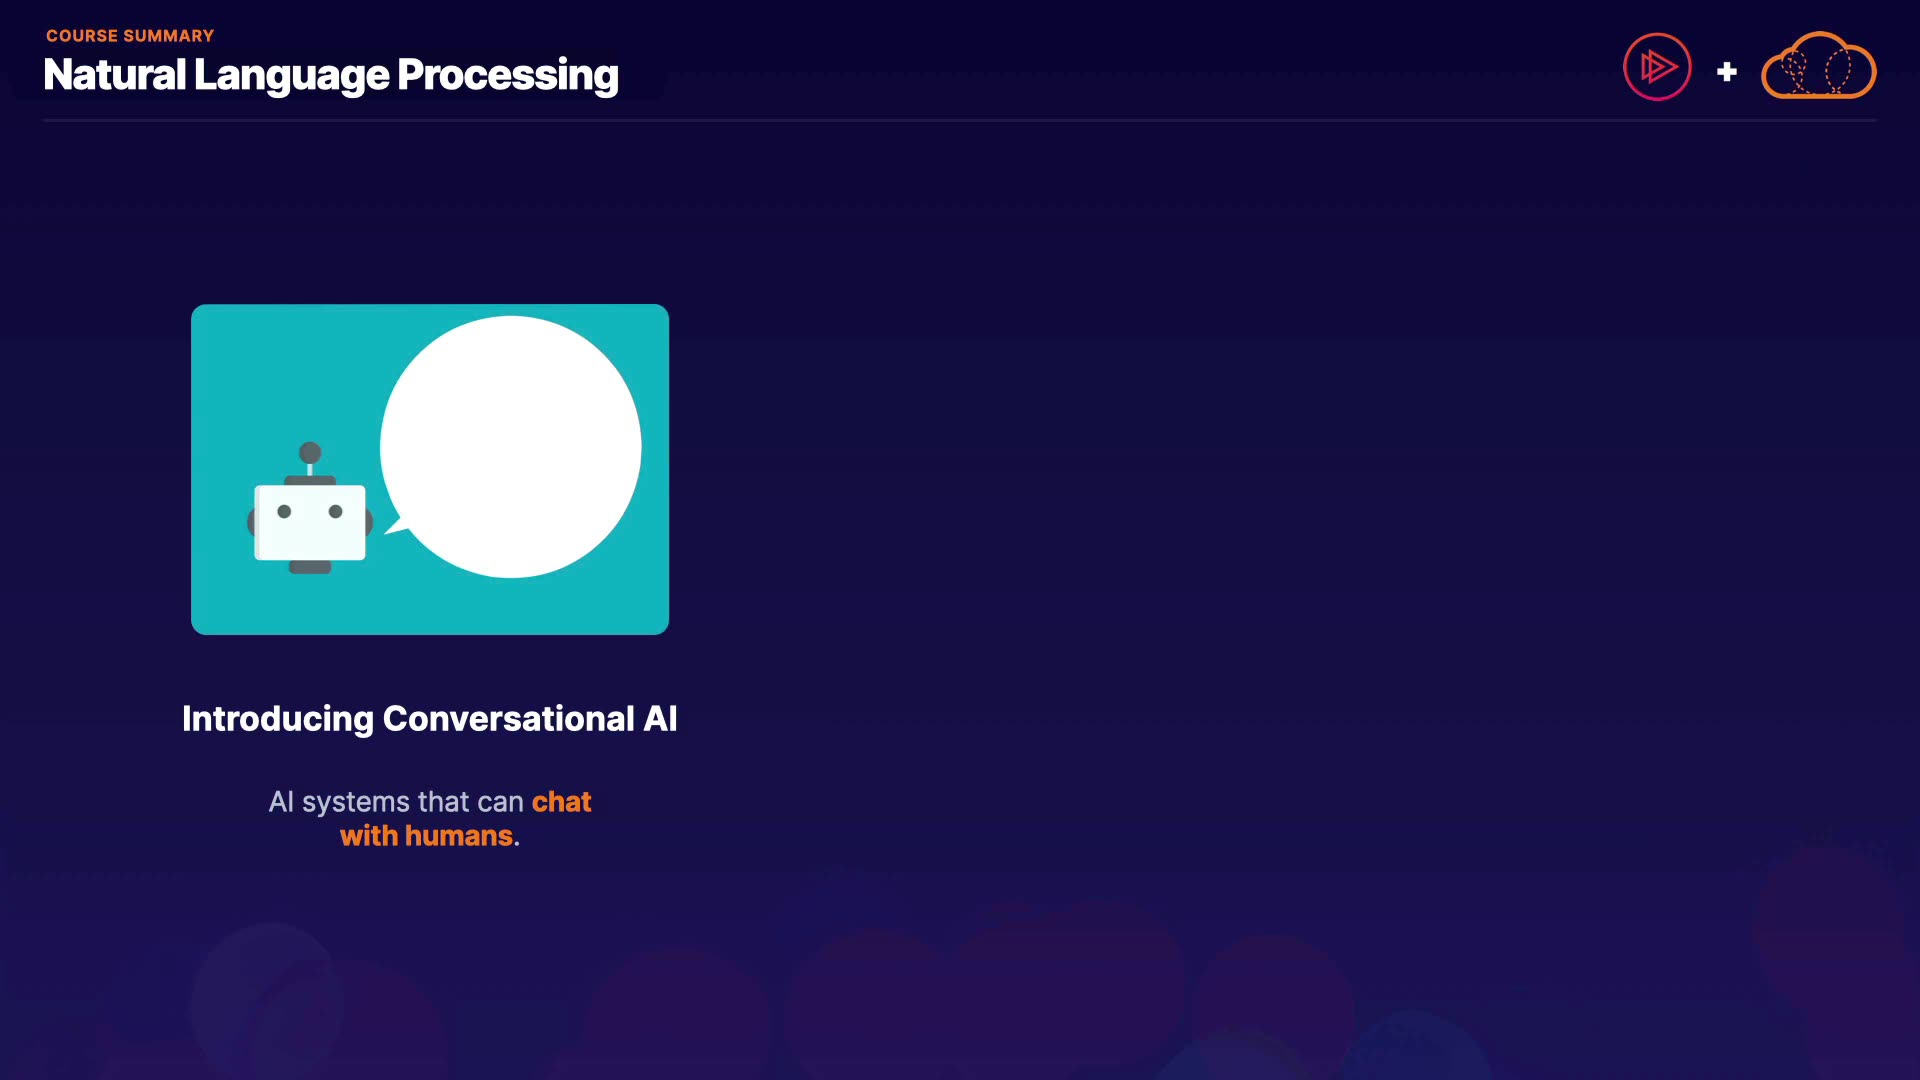 COURSE SUMMARY
Natural Language Processing
Introducing Conversational AI
AI systems that can chat
with humans.